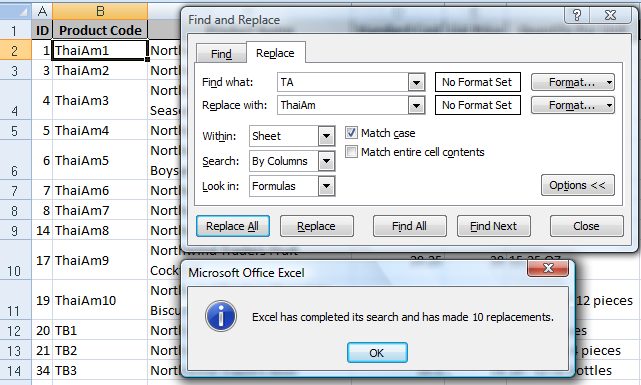 A B
1 ID Product Code
2 1 ThaiAm1 North
3 3 ThaiAm2 North
4 4 ThaiAm3 North
Seaso
5 5 ThaiAm4 North
6 6 ThaiAm5 North
Boys
7 7 ThaiAm6 North
8 8 ThaiAm7 North
9 14 ThaiAm8 North
10 17 ThaiAm9
Cockt
11 19 ThaiAm10 North
Biscu
12 pieces
12 20 TB1 North
13 21 TB2 North
pieces
14 34 TB3 North
Find and Replace
?
Find Replace
Find what: TA No Format Set Format...
Replace with: ThaiAm No Format Set Format...
Within: Sheet Match case
Search: By Columns Match entire cell contents
Look in: Formulas
Options <<
Replace All Replace Find All Find Next Close
Microsoft Office Excel
Excel has completed its search and has made 10 replacements.
OK